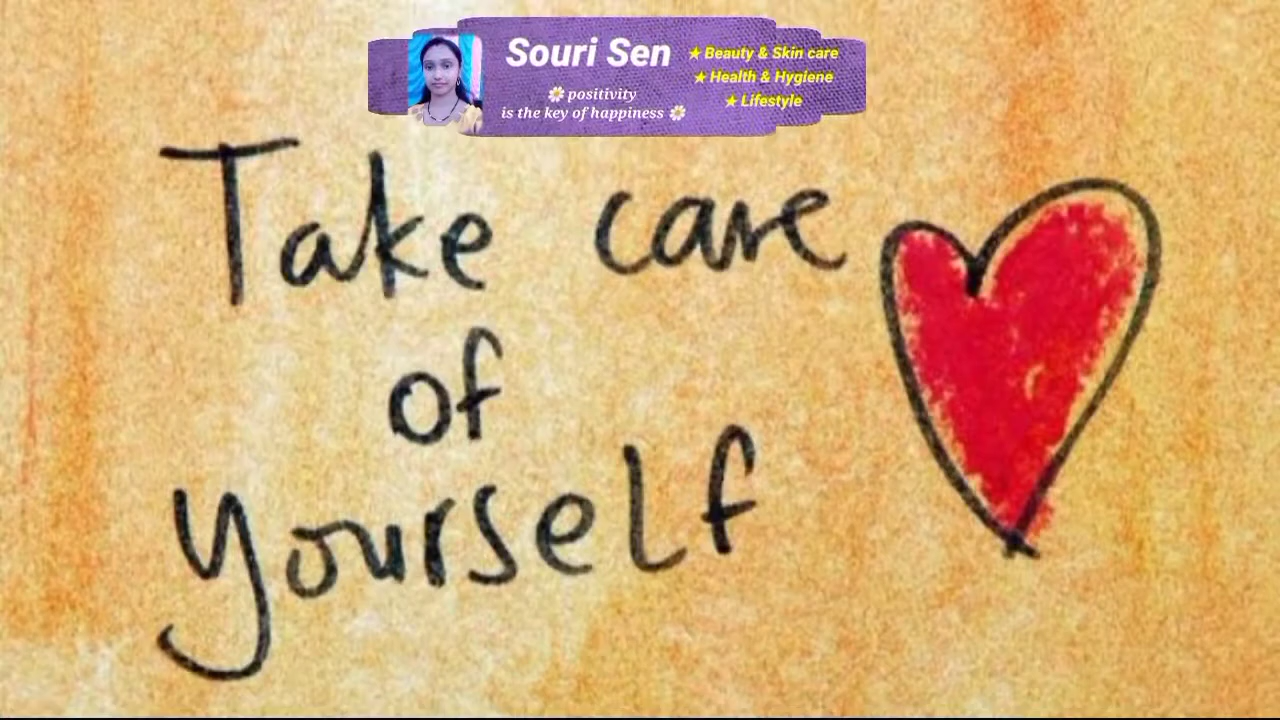 Souri Sen
🌼 positivity
is the key of happiness 🌼
★ Beauty & Skin care
★ Health & Hygiene
★ Lifestyle
Take care
of
yourself